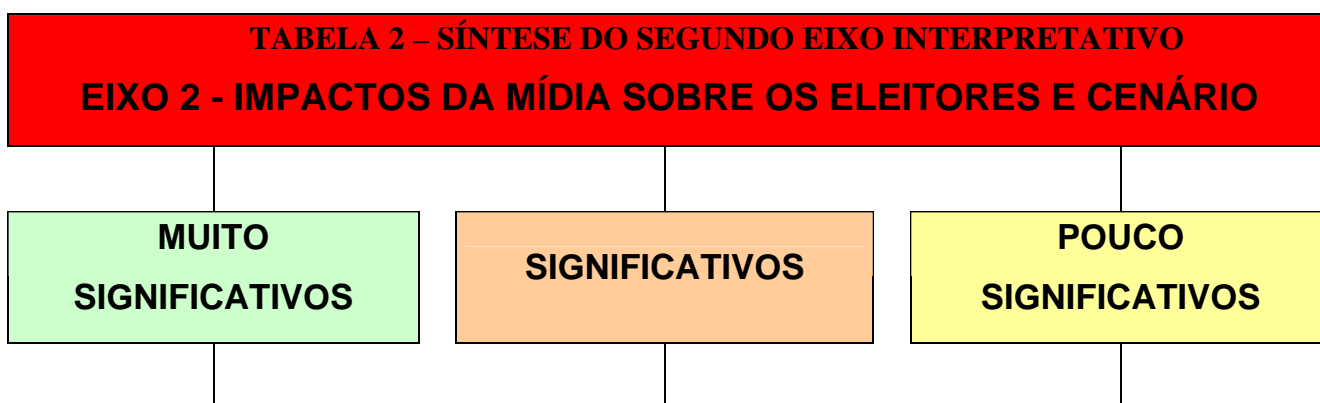 TABELA 2 – SÍNTESE DO SEGUNDO EIXO INTERPRETATIVO
EIXO 2 - IMPACTOS DA MÍDIA SOBRE OS ELEITORES E CENÁRIO
MUITO
SIGNIFICATIVOS
SIGNIFICATIVOS
POUCO
SIGNIFICATIVOS